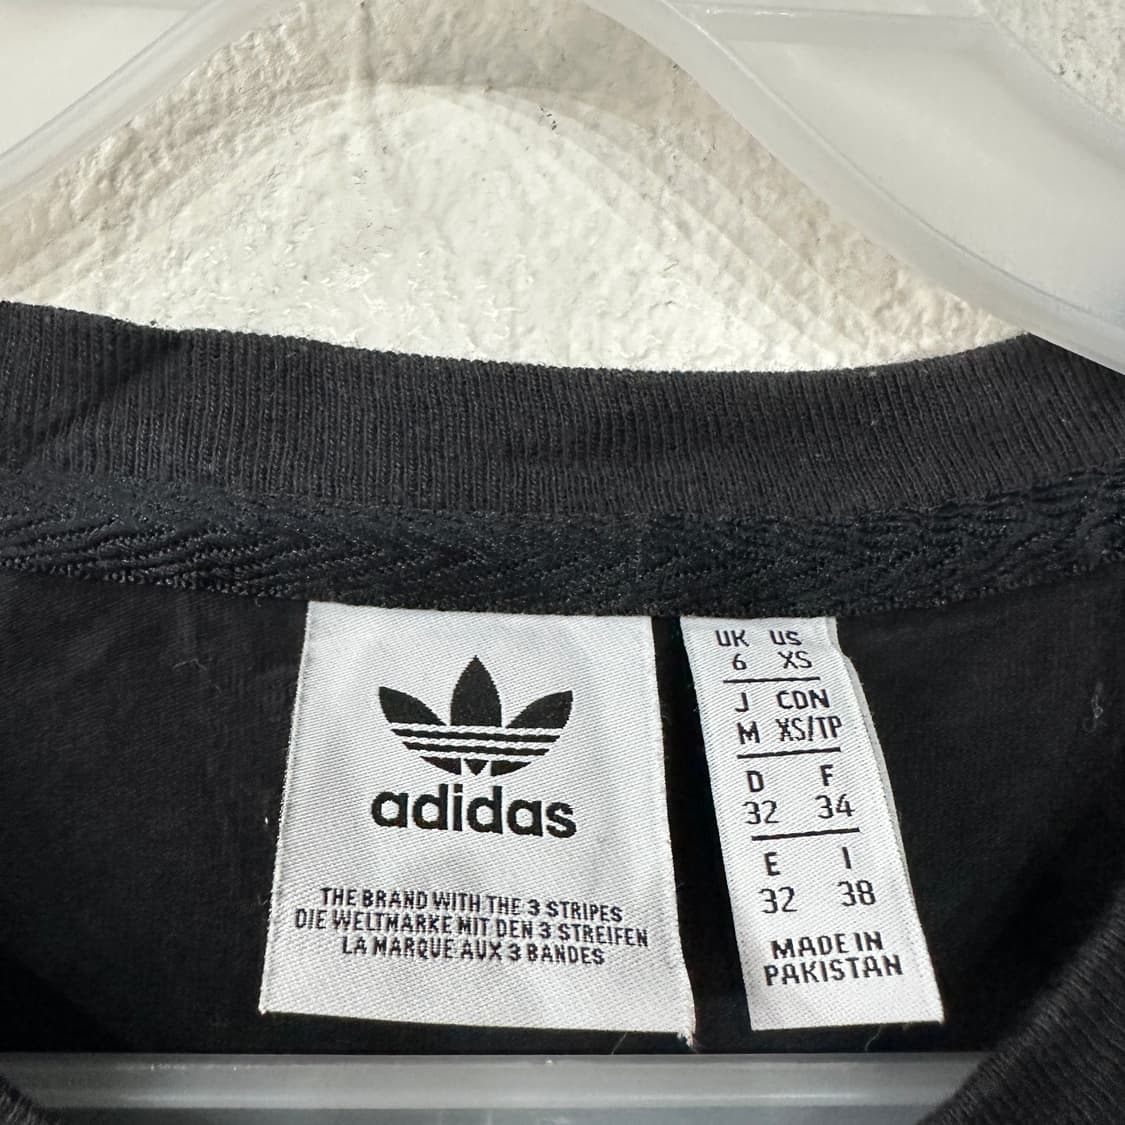 adidas
THE BRAND WITH THE 3 STRIPES
DIE WELTMARKE MIT DEN 3 STREIFEN
LA MARQUE AUX 3 BANDES
UK US
6 XS
J CDN
M XS/TP
D F
32 34
E I
32 38
MADE IN
PAKISTAN